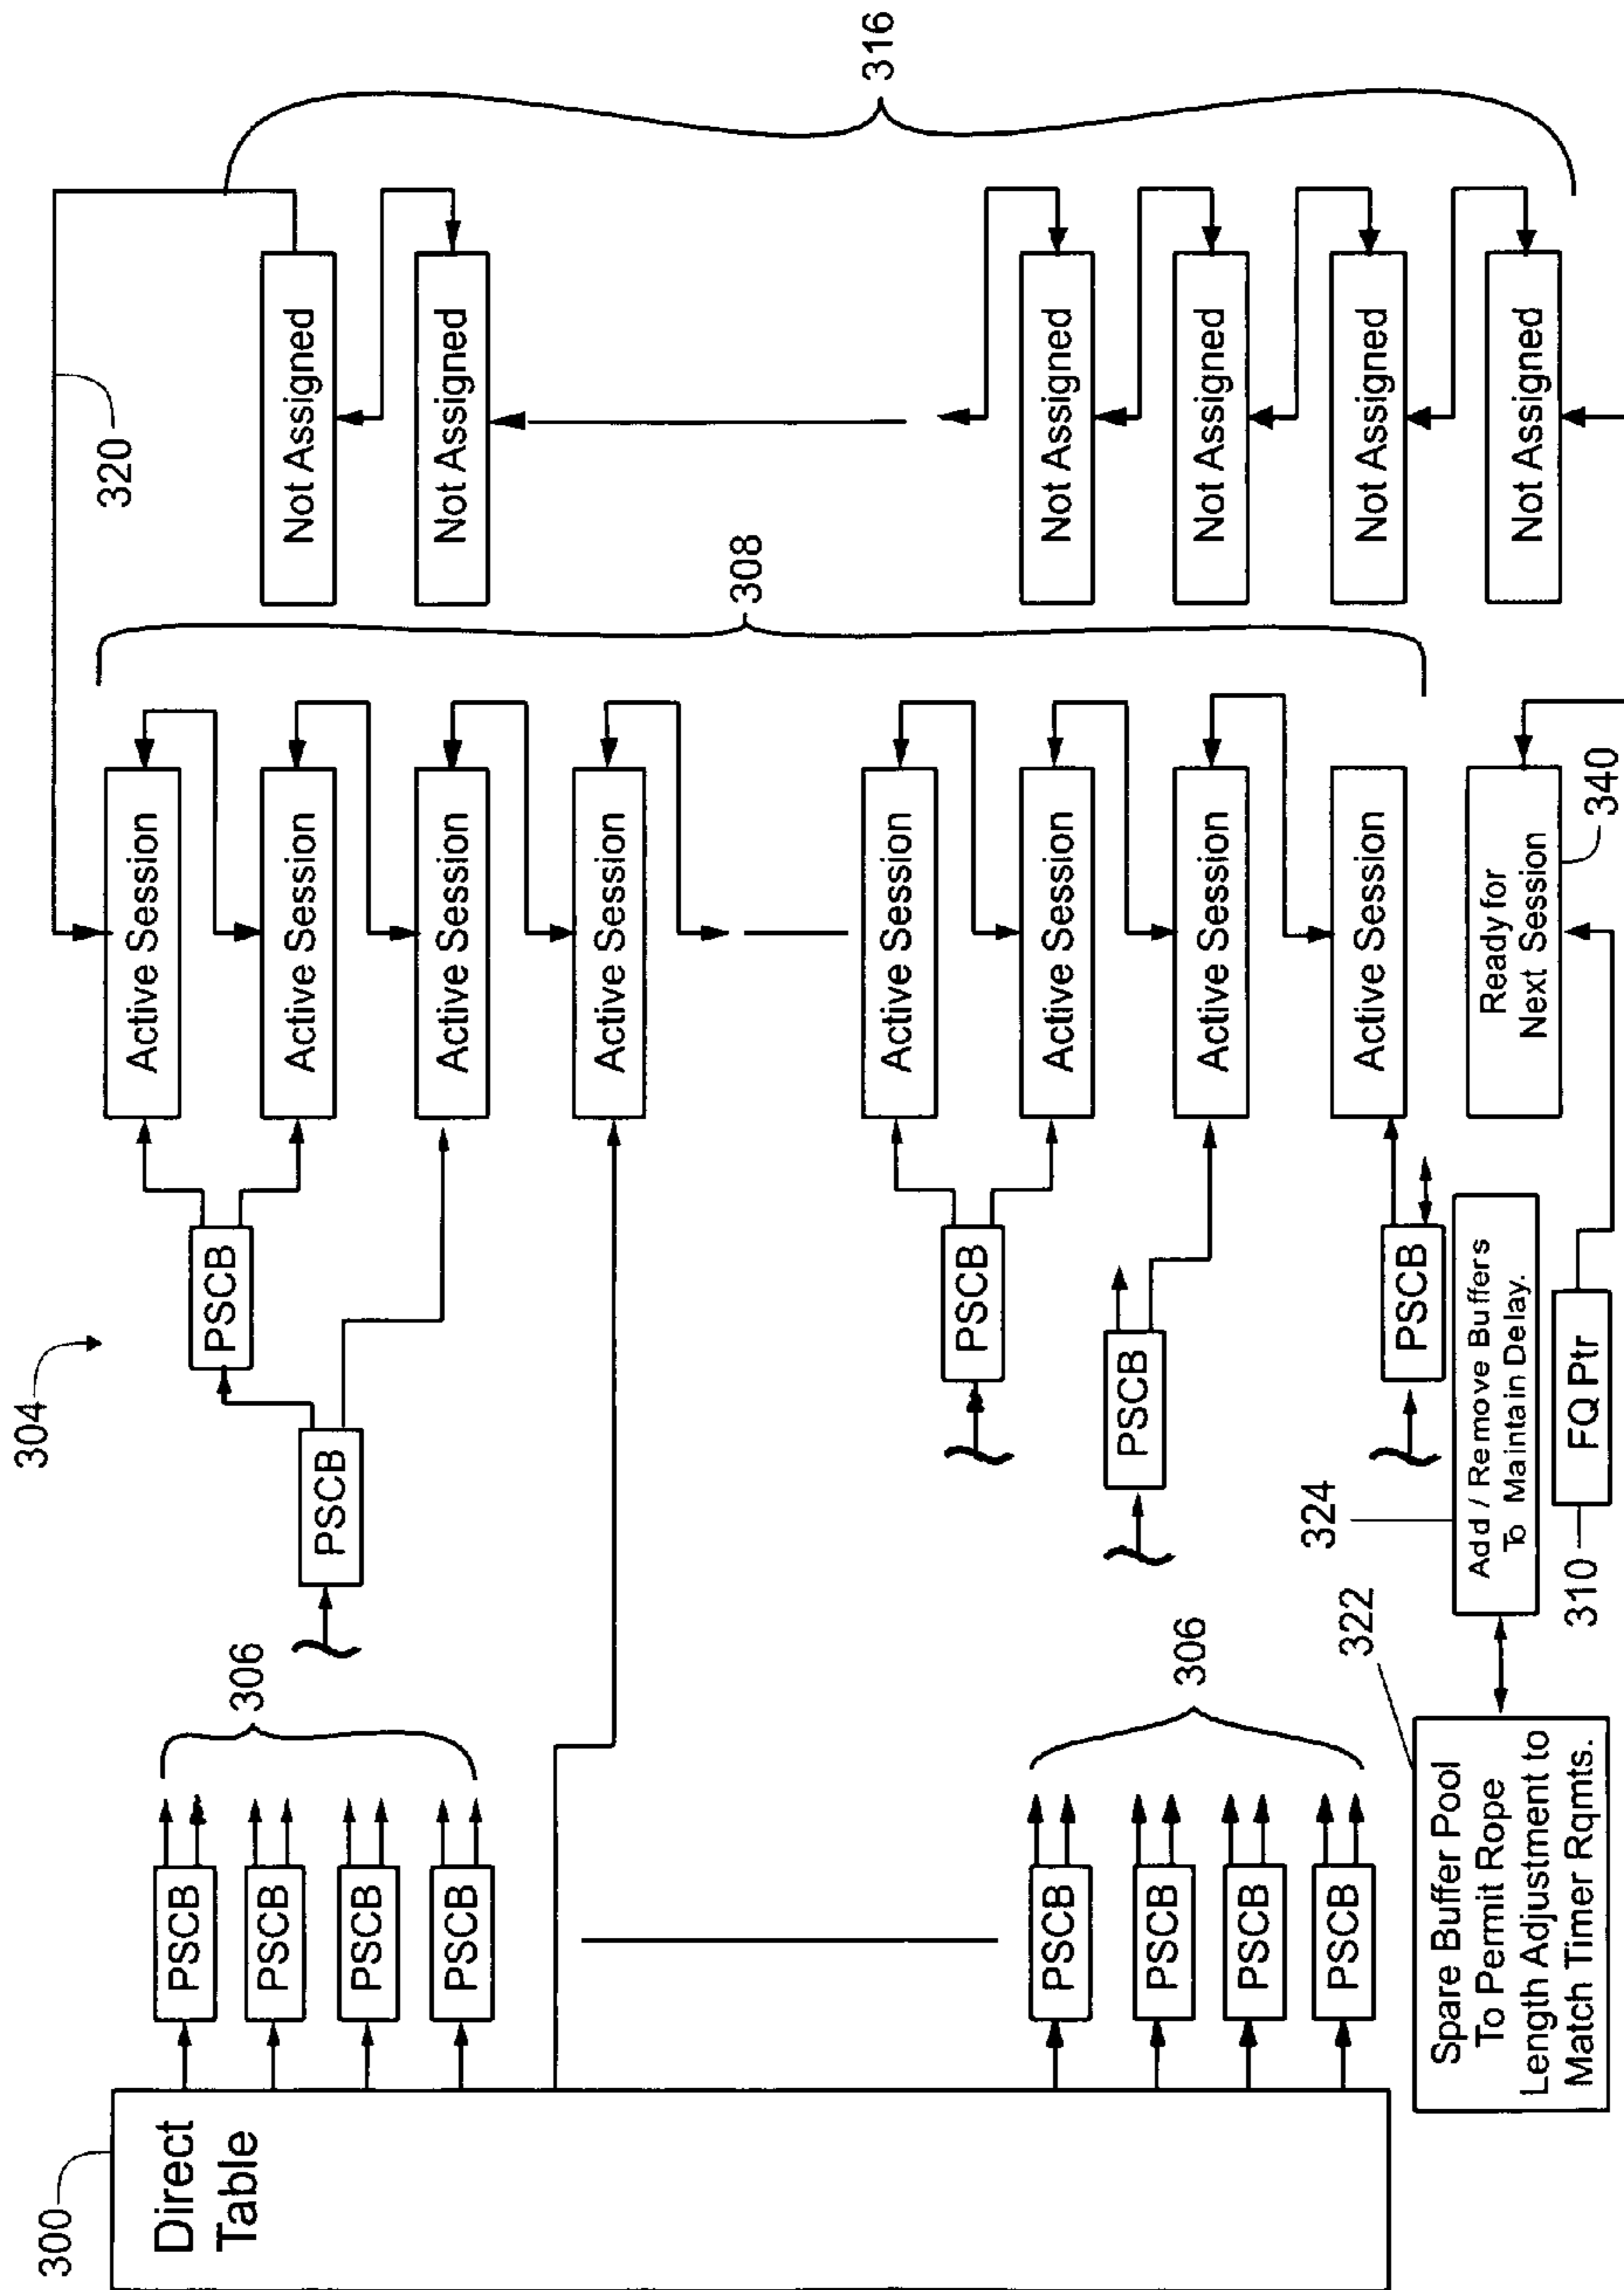 300
Direct
Table
306
PSCB
PSCB
PSCB
PSCB
306
PSCB
PSCB
PSCB
PSCB
304
PSCB
PSCB
PSCB
PSCB
PSCB
308
Active Session
Active Session
Active Session
Active Session
Active Session
Active Session
Active Session
Active Session
Ready for
Next Session
340
320
316
Not Assigned
Not Assigned
Not Assigned
Not Assigned
Not Assigned
Not Assigned
322
Spare Buffer Pool
To Permit Rope
Length Adjustment to
Match Timer Rqmts.
324
Add / Remove Buffers
To Maintain Delay.
310
FQ Ptr